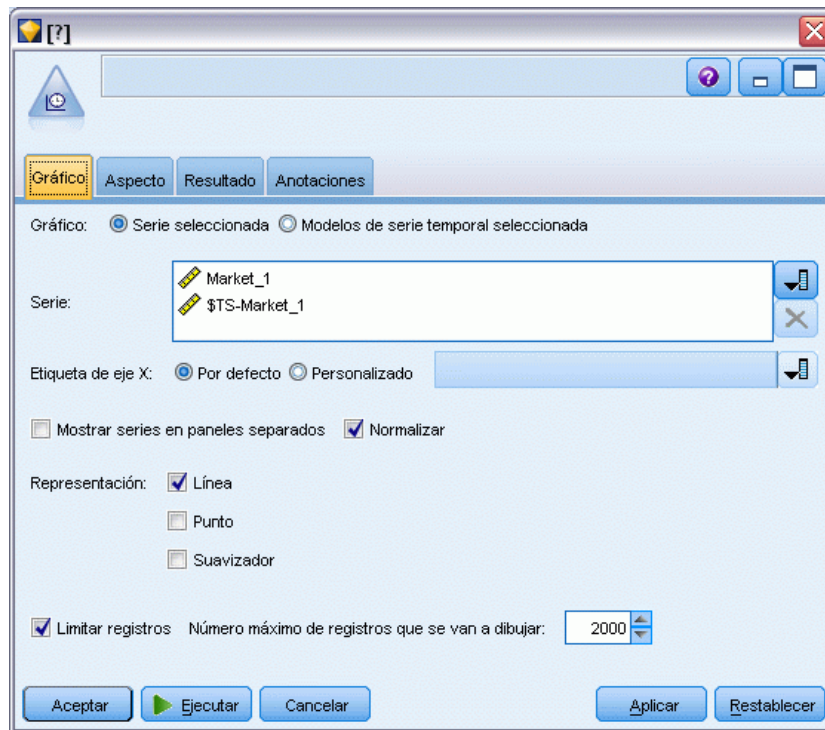 [?]
?
Gráfico Aspecto Resultado Anotaciones
Gráfico: Serie seleccionada Modelos de serie temporal seleccionada
Serie:
Market_1
$TS-Market_1
Etiqueta de eje X: Por defecto Personalizado
Mostrar series en paneles separados Normalizar
Representación: Línea
Punto
Suavizador
Limitar registros Número máximo de registros que se van a dibujar: 2000
Aceptar Ejecutar Cancelar Aplicar Restablecer